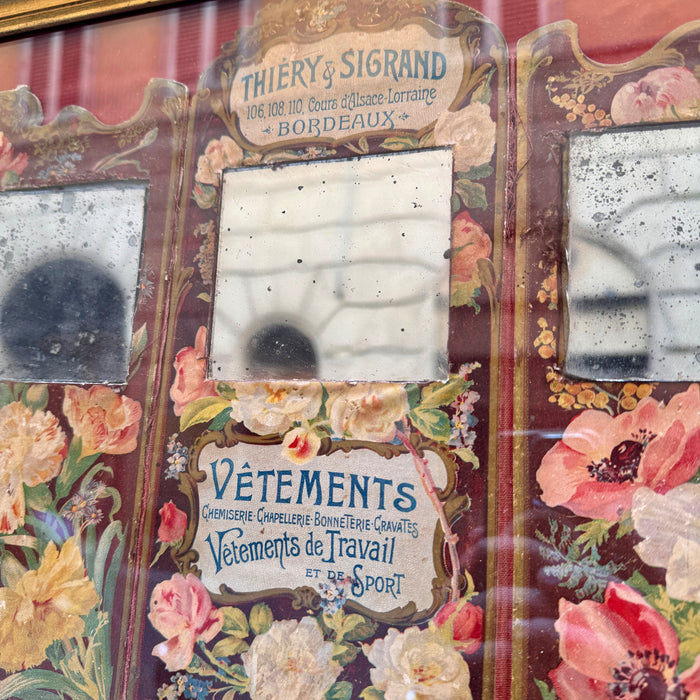 THIÉRY & SIGRAND
106, 108, 110, Cours d'Alsace-Lorraine
BORDEAUX
VÊTEMENTS
CHEMISERIE-CHAPELLERIE-BONNETERIE-CRAVATES
Vêtements de Travail
ET DE SPORT